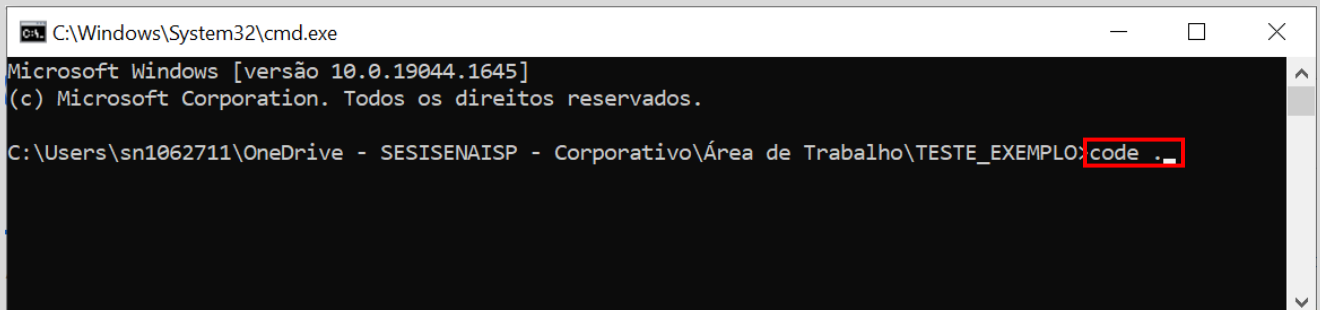 C:\Windows\System32\cmd.exe
Microsoft Windows [versão 10.0.19044.1645]
(c) Microsoft Corporation. Todos os direitos reservados.
C:\Users\sn1062711\OneDrive - SESISENAISP - Corporativo\Área de Trabalho\TESTE_EXEMPLO>code .